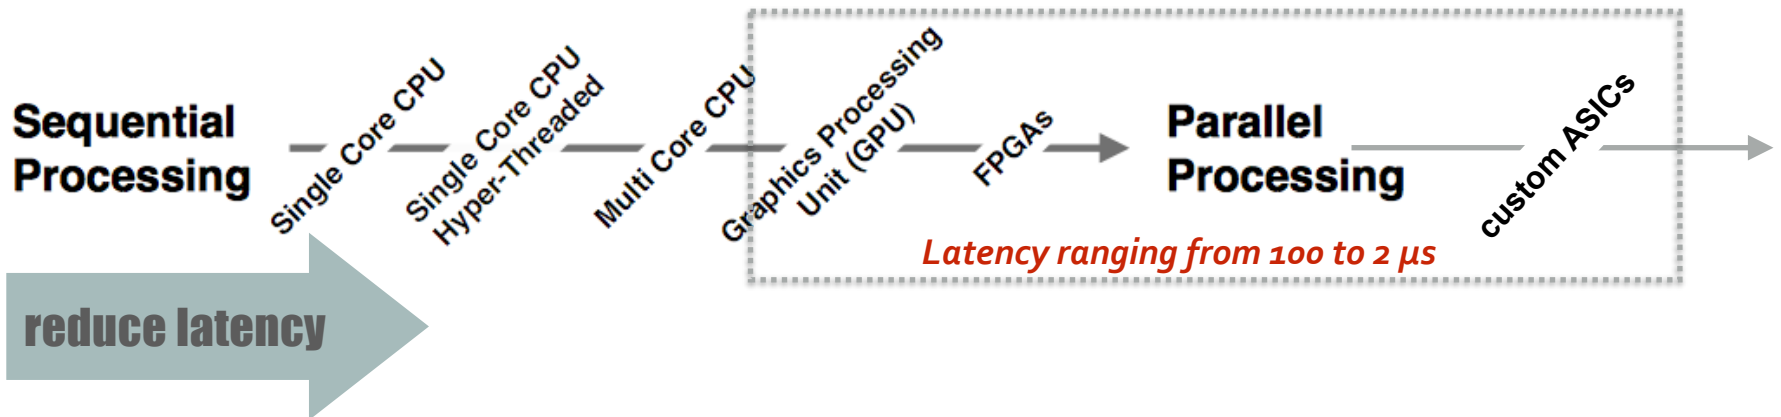 Sequential
Processing
Single Core CPU
Single Core CPU
Hyper-Threaded
Multi Core CPU
Graphics Processing
Unit (GPU)
FPGAs
Parallel
Processing
custom ASICs
Latency ranging from 100 to 2 μs
reduce latency